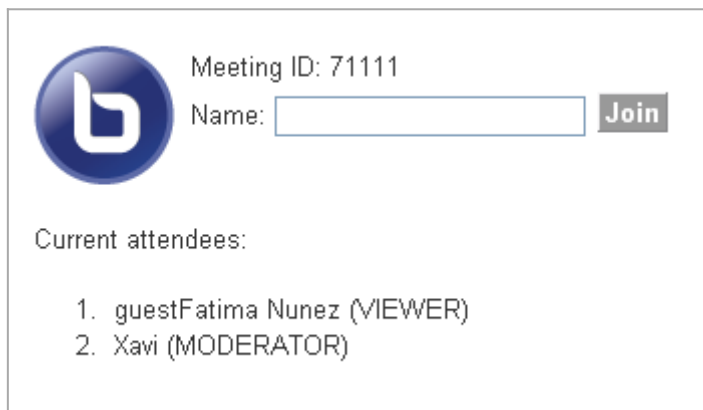 Meeting ID: 71111
Name: Join
Current attendees:
1. guestFatima Nunez (VIEWER)
2. Xavi (MODERATOR)